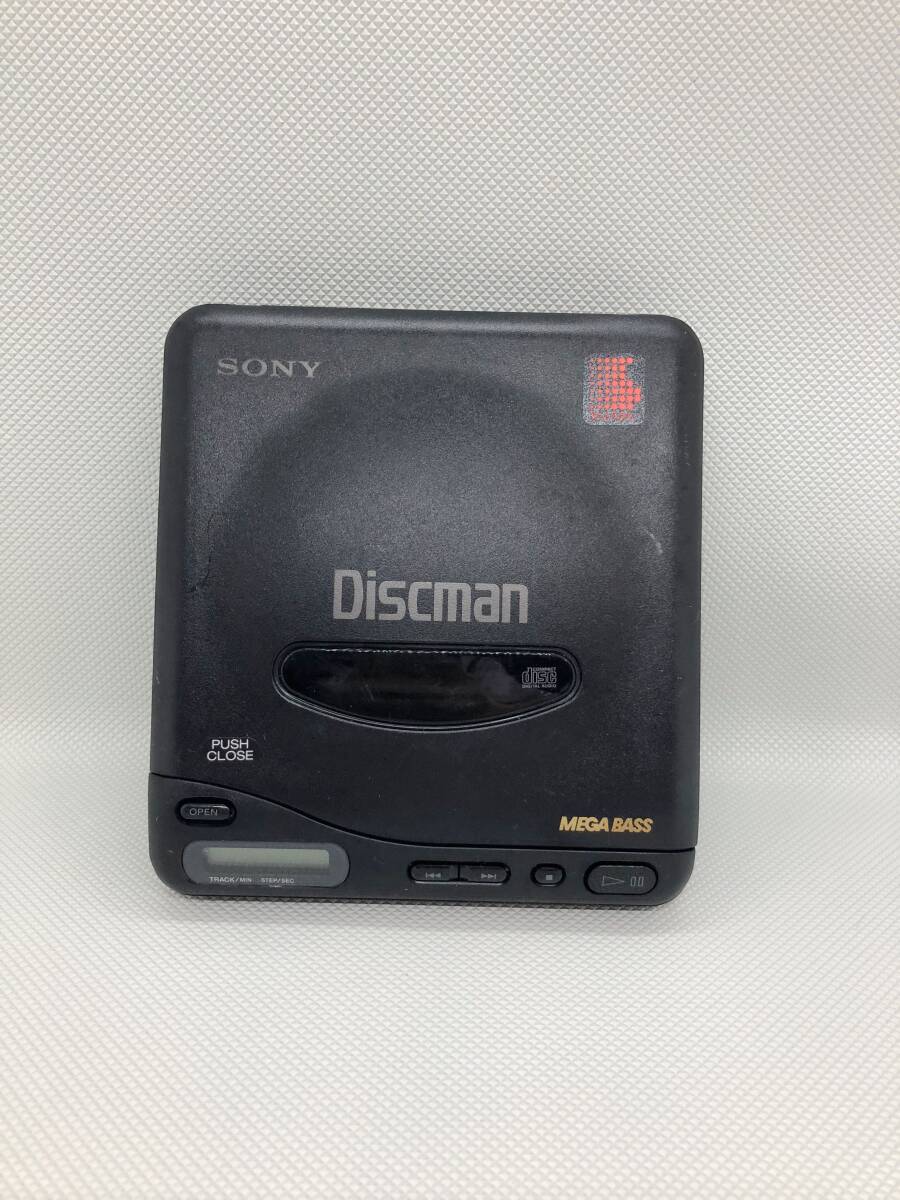 SONY
Discman
COMPACT
disc
DIGITAL AUDIO
PUSH
CLOSE
OPEN
MEGA BASS
TRACK/MIN STEP/SEC